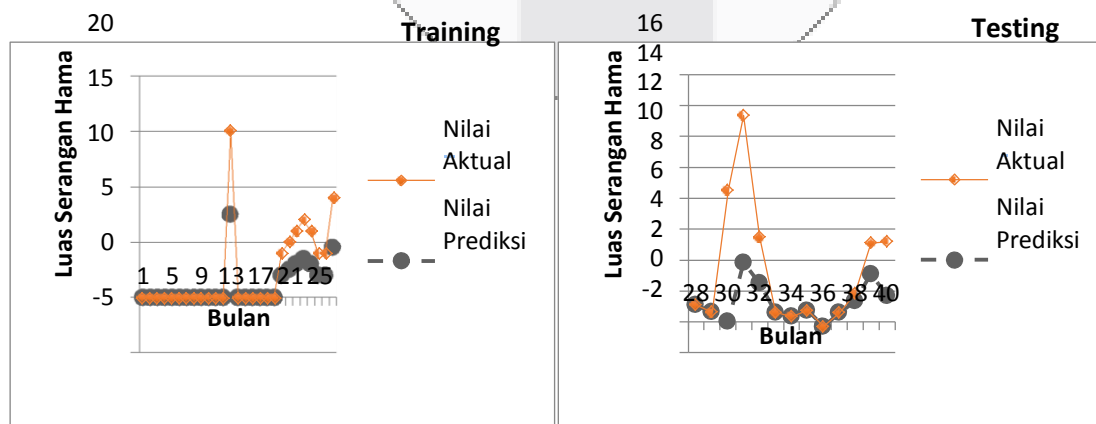 20
Training
15
10
5
0
-5
Luas Serangan Hama
1 5 9 13 17 21 25
Bulan
Nilai
Aktual
Nilai
Prediksi
16
Testing
14
12
10
8
6
4
2
0
-2
Luas Serangan Hama
28 30 32 34 36 38 40
Bulan
Nilai
Aktual
Nilai
Prediksi